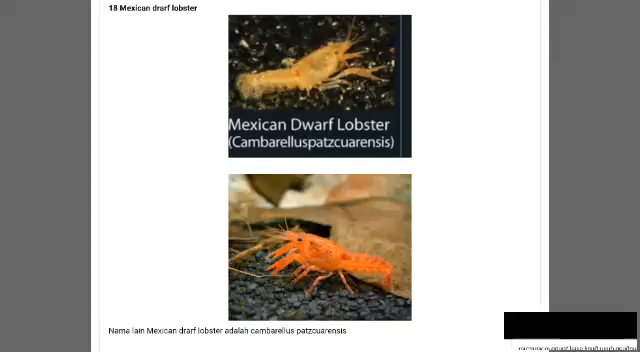 18 Mexican drarf lobster
Mexican Dwarf Lobster
(Cambarelluspatzcuarensis)
Nama lain Mexican drarf lobster adalah cambarellus patzcuarensis